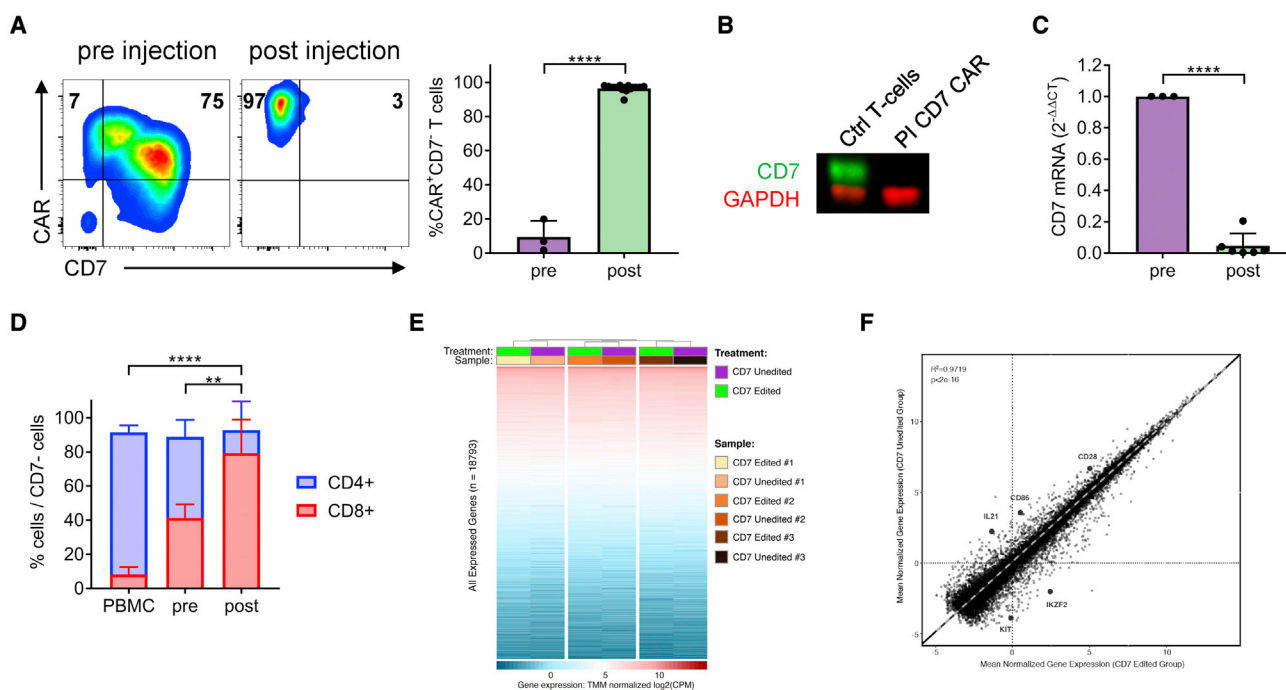 A
pre injection
post injection
7
75
97
3
CAR
CD7
%CAR+CD7- T cells
100
80
60
40
20
0
****
pre
post
B
Ctrl T-cells
PI CD7 CAR
CD7
GAPDH
C
CD7 mRNA (2-ΔΔCT)
****
1.2
1.0
0.8
0.6
0.4
0.2
0.0
pre
post
D
% cells / CD7- cells
****
**
100
80
60
40
20
0
PBMC
pre
post
CD4+
CD8+
E
Treatment:
Sample:
All Expressed Genes (n = 18793)
0
5
10
Gene expression: TMM normalized log2(CPM)
Treatment:
CD7 Unedited
CD7 Edited
Sample:
CD7 Edited #1
CD7 Unedited #1
CD7 Edited #2
CD7 Unedited #2
CD7 Edited #3
CD7 Unedited #3
F
Mean Normalized Gene Expression (CD7 Unedited Group)
R²=0.9719
p<2e-16
10
5
0
-5
CD28
CD86
IL21
IKZF2
KIT
-5
0
5
10
Mean Normalized Gene Expression (CD7 Edited Group)